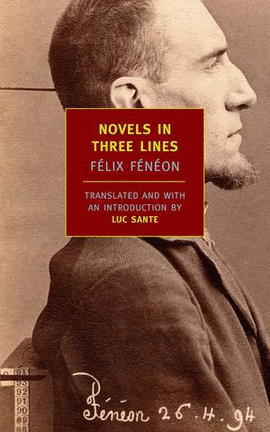 NOVELS IN
THREE LINES
FÉLIX FÉNÉON
TRANSLATED AND WITH
AN INTRODUCTION BY
LUC SANTE
Fénéon 26.4.94